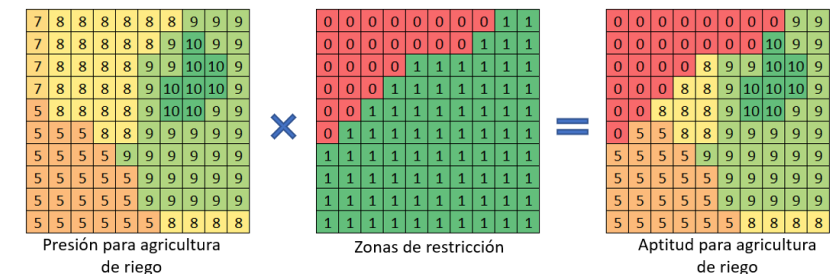 7 8 8 8 8 8 8 9 9 9 0 0 0 0 0 0 0 0 1 1 0 0 0 0 0 0 0 0 9 9
7 8 8 8 8 8 9 10 9 9 0 0 0 0 0 0 0 1 1 1 0 0 0 0 0 0 0 10 9 9
7 8 8 8 8 9 9 10 10 9 0 0 0 0 1 1 1 1 1 1 0 0 0 0 8 9 9 10 10 9
7 8 8 8 8 9 10 10 10 9 0 0 0 1 1 1 1 1 1 1 0 0 0 8 8 9 10 10 10 9
5 8 8 8 8 9 10 10 9 9 0 0 1 1 1 1 1 1 1 1 0 0 8 8 8 9 10 10 9 9
5 5 5 8 8 9 9 9 9 9 × 0 1 1 1 1 1 1 1 1 1 = 0 5 5 8 8 9 9 9 9 9
5 5 5 5 9 9 9 9 9 9 1 1 1 1 1 1 1 1 1 1 5 5 5 5 9 9 9 9 9 9
5 5 5 5 5 9 9 9 9 9 1 1 1 1 1 1 1 1 1 1 5 5 5 5 5 9 9 9 9 9
5 5 5 5 5 9 9 9 9 9 1 1 1 1 1 1 1 1 1 1 5 5 5 5 5 9 9 9 9 9
5 5 5 5 5 5 8 8 8 8 1 1 1 1 1 1 1 1 1 1 5 5 5 5 5 5 8 8 8 8
Presión para agricultura
de riego
Zonas de restricción
Aptitud para agricultura
de riego